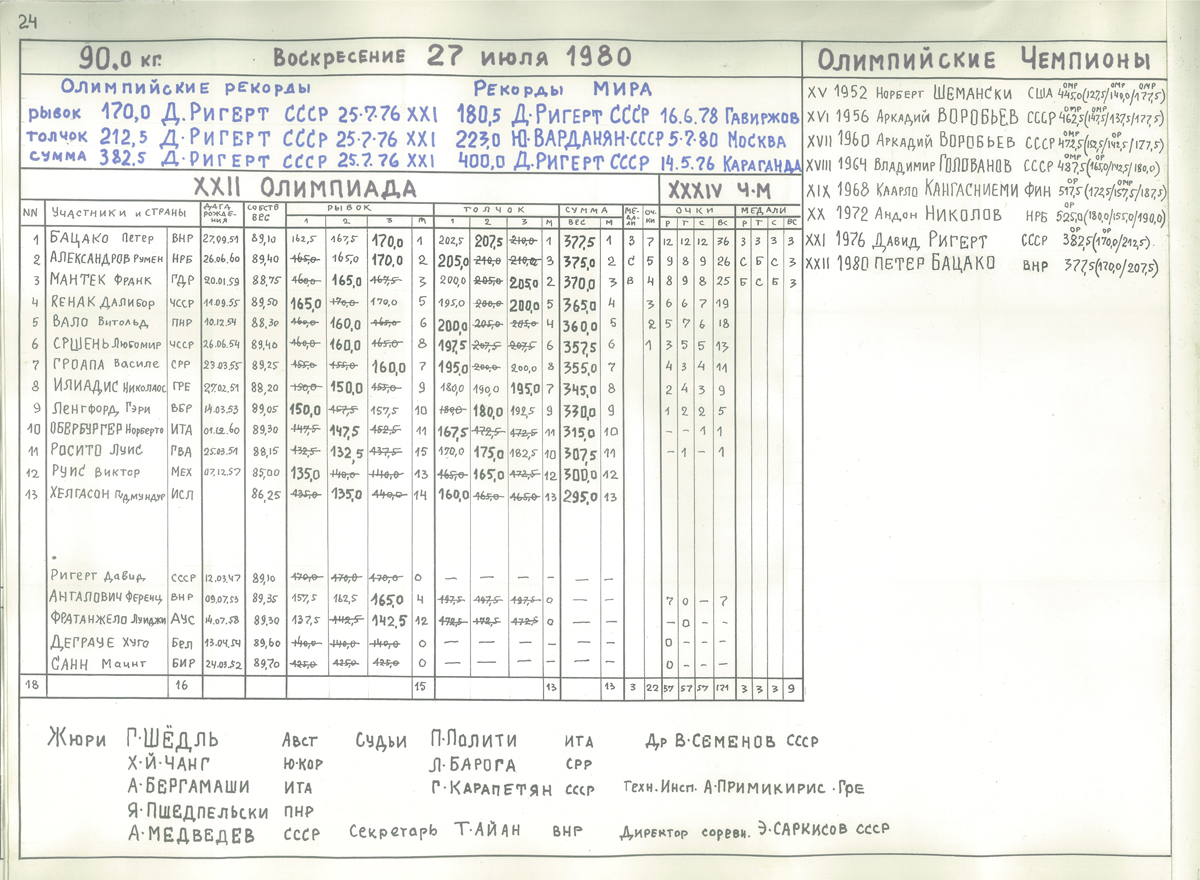 24
90,0 кг. Воскресение 27 июля 1980
Олимпийские рекорды Рекорды Мира
рывок 170,0 Д.Ригерт СССР 25.7.76 XXI 180,5 Д.Ригерт СССР 16.6.78 Гавиржов
толчок 212,5 Д.Ригерт СССР 25.7.76 XXI 223,0 Ю.Варданян-СССР 5.7.80 Москва
сумма 382,5 Д.Ригерт СССР 25.7.76 XXI 400,0 Д.Ригерт СССР 14.5.76 Караганда
XXII Олимпиада XXXIV Ч-М
NN Участники и страны Дата рождения Собств вес Рывок Толчок Сумма Медали Очки Очки Медали
1 2 3 М 1 2 3 М вес М Р Т С ВС Р Т С ВС
1 Бацако Петер ВНР 27.09.51 89,10 162,5 167,5 170,0 1 202,5 207,5 210,0 1 377,5 1 З 7 12 12 12 36 З З З З
2 Александров Румен НРБ 26.06.60 89,40 165,0 165,0 170,0 2 205,0 210,0 210,0 3 375,0 2 С 5 9 8 9 26 С Б С З
3 Мантек Франк ГДР 20.01.59 88,75 160,0 165,0 167,5 3 200,0 205,0 205,0 2 370,0 3 В 4 8 9 8 25 Б С Б З
4 Rенак Далибор ЧССР 11.09.55 89,50 165,0 170,0 170,0 5 195,0 200,0 200,0 5 365,0 4 3 6 6 7 19
5 Вало Витольд ПНР 10.12.54 88,30 160,0 160,0 165,0 6 200,0 205,0 205,0 4 360,0 5 2 5 7 6 18
6 Сршень Любомир ЧССР 26.06.54 89,40 160,0 160,0 165,0 8 197,5 207,5 207,5 6 357,5 6 1 3 5 5 13
7 Гроапа Василе СРР 23.03.55 89,25 155,0 155,0 160,0 7 195,0 200,0 200,0 8 355,0 7 4 3 4 11
8 Илиадис Николаос ГРЕ 27.02.51 88,20 150,0 150,0 155,0 9 180,0 190,0 195,0 7 345,0 8 2 4 3 9
9 Ленгфорд Гэри ВБР 14.03.53 89,05 150,0 157,5 157,5 10 180,0 180,0 192,5 9 330,0 9 1 2 2 5
10 Обербургер Норберто ИТА 01.12.60 89,30 147,5 147,5 152,5 11 167,5 172,5 172,5 11 315,0 10 – – 1 1
11 Росито Луис ГВА 25.03.51 88,15 132,5 132,5 137,5 15 170,0 175,0 182,5 10 307,5 11 – 1 – 1
12 Руис Виктор МЕХ 07.12.57 85,00 135,0 140,0 140,0 13 165,0 165,0 172,5 12 300,0 12
13 Хелгасон Гудмундур ИСЛ 86,25 135,0 135,0 140,0 14 160,0 165,0 165,0 13 295,0 13
Ригерт Давид СССР 12.03.47 89,10 170,0 170,0 170,0 0 – – – – –
Ангалович Ференц ВНР 09.07.53 89,35 157,5 162,5 165,0 4 197,5 197,5 197,5 0 – – 7 0 – 7
Фратанжело Луиджи АУС 14.07.58 89,30 137,5 142,5 142,5 12 172,5 172,5 172,5 0 – – – 0 –
Деграуе Хуго Бел 13.04.54 89,60 140,0 140,0 140,0 0 – – – – – 0 – –
Санн Маинт БИР 24.03.52 89,70 125,0 125,0 125,0 0 – – – – – 0 – –
18 16 15 13 13 3 22 57 57 57 171 3 3 3 9
Жюри Г.Шёдль Авст Судьи П.Полити ИТА Др В.Семенов СССР
Х.Й.Чанг Ю.Кор Л.Барога СРР
А.Бергамаши ИТА Г.Карапетян СССР Техн.Инсп. А.Примикирис.Гре
Я.Пшедпельски ПНР
А.Медведев СССР Секретарь Т.Айан ВНР Директор соревн. Э.Саркисов СССР
Олимпийские Чемпионы
XV 1952 Норберт Шемански США ОМР 445,0 (127,5/ОМР 140,0/ОМР 177,5)
XVI 1956 Аркадий Воробьев СССР ОМР 462,5 (ОМР 147,5/137,5/177,5)
XVII 1960 Аркадий Воробьев СССР ОМР 472,5 (152,5/ОР 142,5/177,5)
XVIII 1964 Владимир Голованов СССР ОМР 487,5 (ОР 165,0/142,5/ОР 180,0)
XIX 1968 Каарло Кангасниеми ФИН ОР 517,5 (ОР 172,5/ОР 157,5/ОР 187,5)
XX 1972 Андон Николов НРБ ОР 525,0 (180,0/155,0/ОР 190,0)
XXI 1976 Давид Ригерт СССР ОР 382,5 (ОР 170,0/ОР 212,5).
XXII 1980 Петер Бацако ВНР 377,5 (170,0/207,5)